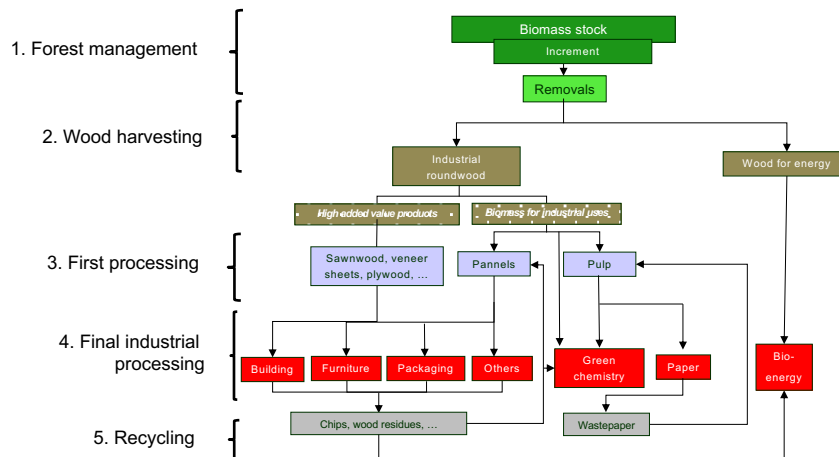 1. Forest management
Biomass stock
Increment
Removals
2. Wood harvesting
Industrial
roundwood
Wood for energy
High added value products
Biomass for industrial uses
3. First processing
Sawnwood, veneer
sheets, plywood, ...
Pannels
Pulp
4. Final industrial
processing
Building
Furniture
Packaging
Others
Green
chemistry
Paper
Bio-
energy
5. Recycling
Chips, wood residues, ...
Wastepaper